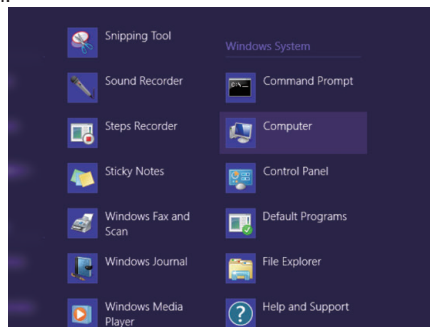 Snipping Tool
Sound Recorder
Steps Recorder
Sticky Notes
Windows Fax and
Scan
Windows Journal
Windows Media
Player
Windows System
Command Prompt
Computer
Control Panel
Default Programs
File Explorer
Help and Support